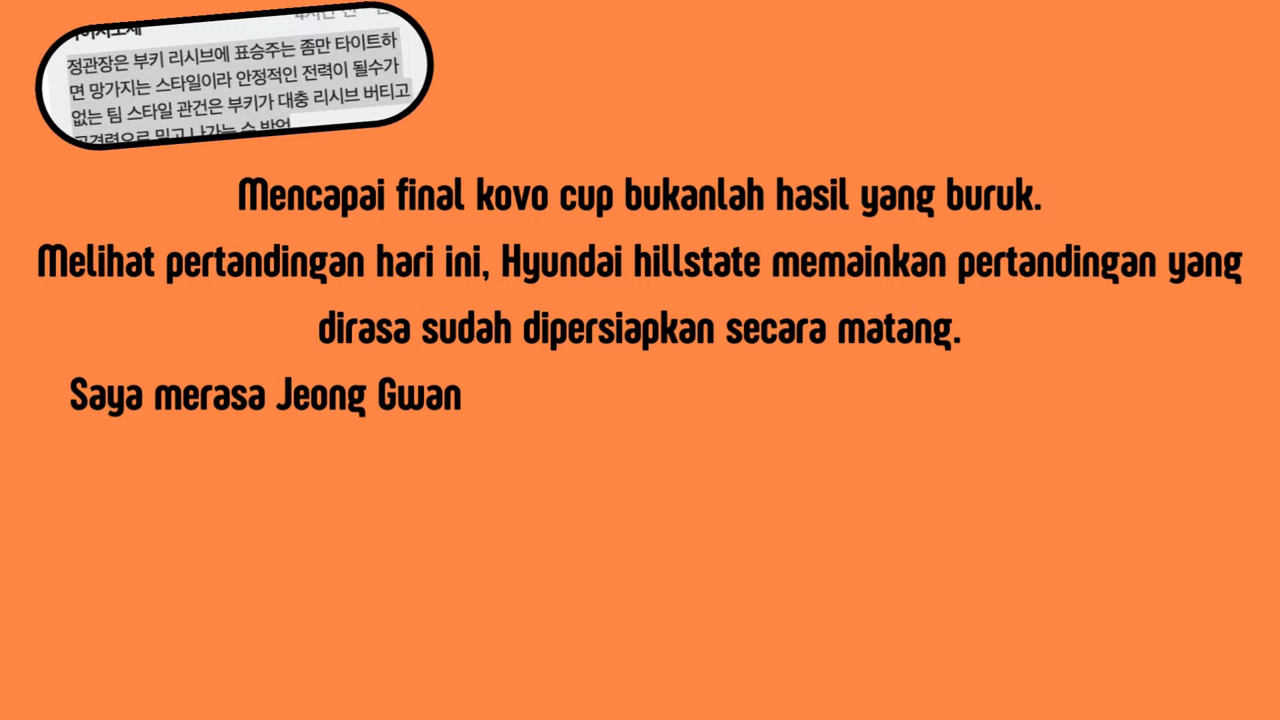 정관장은 부키 리시브에 표승주는 좀만 타이트하
면 망가지는 스타일이라 안정적인 전력이 될수가
없는 팀 스타일 관건은 부키가 대충 리시브 버티고
Mencapai final kovo cup bukanlah hasil yang buruk.
Melihat pertandingan hari ini, Hyundai hillstate memainkan pertandingan yang
dirasa sudah dipersiapkan secara matang.
Saya merasa Jeong Gwan